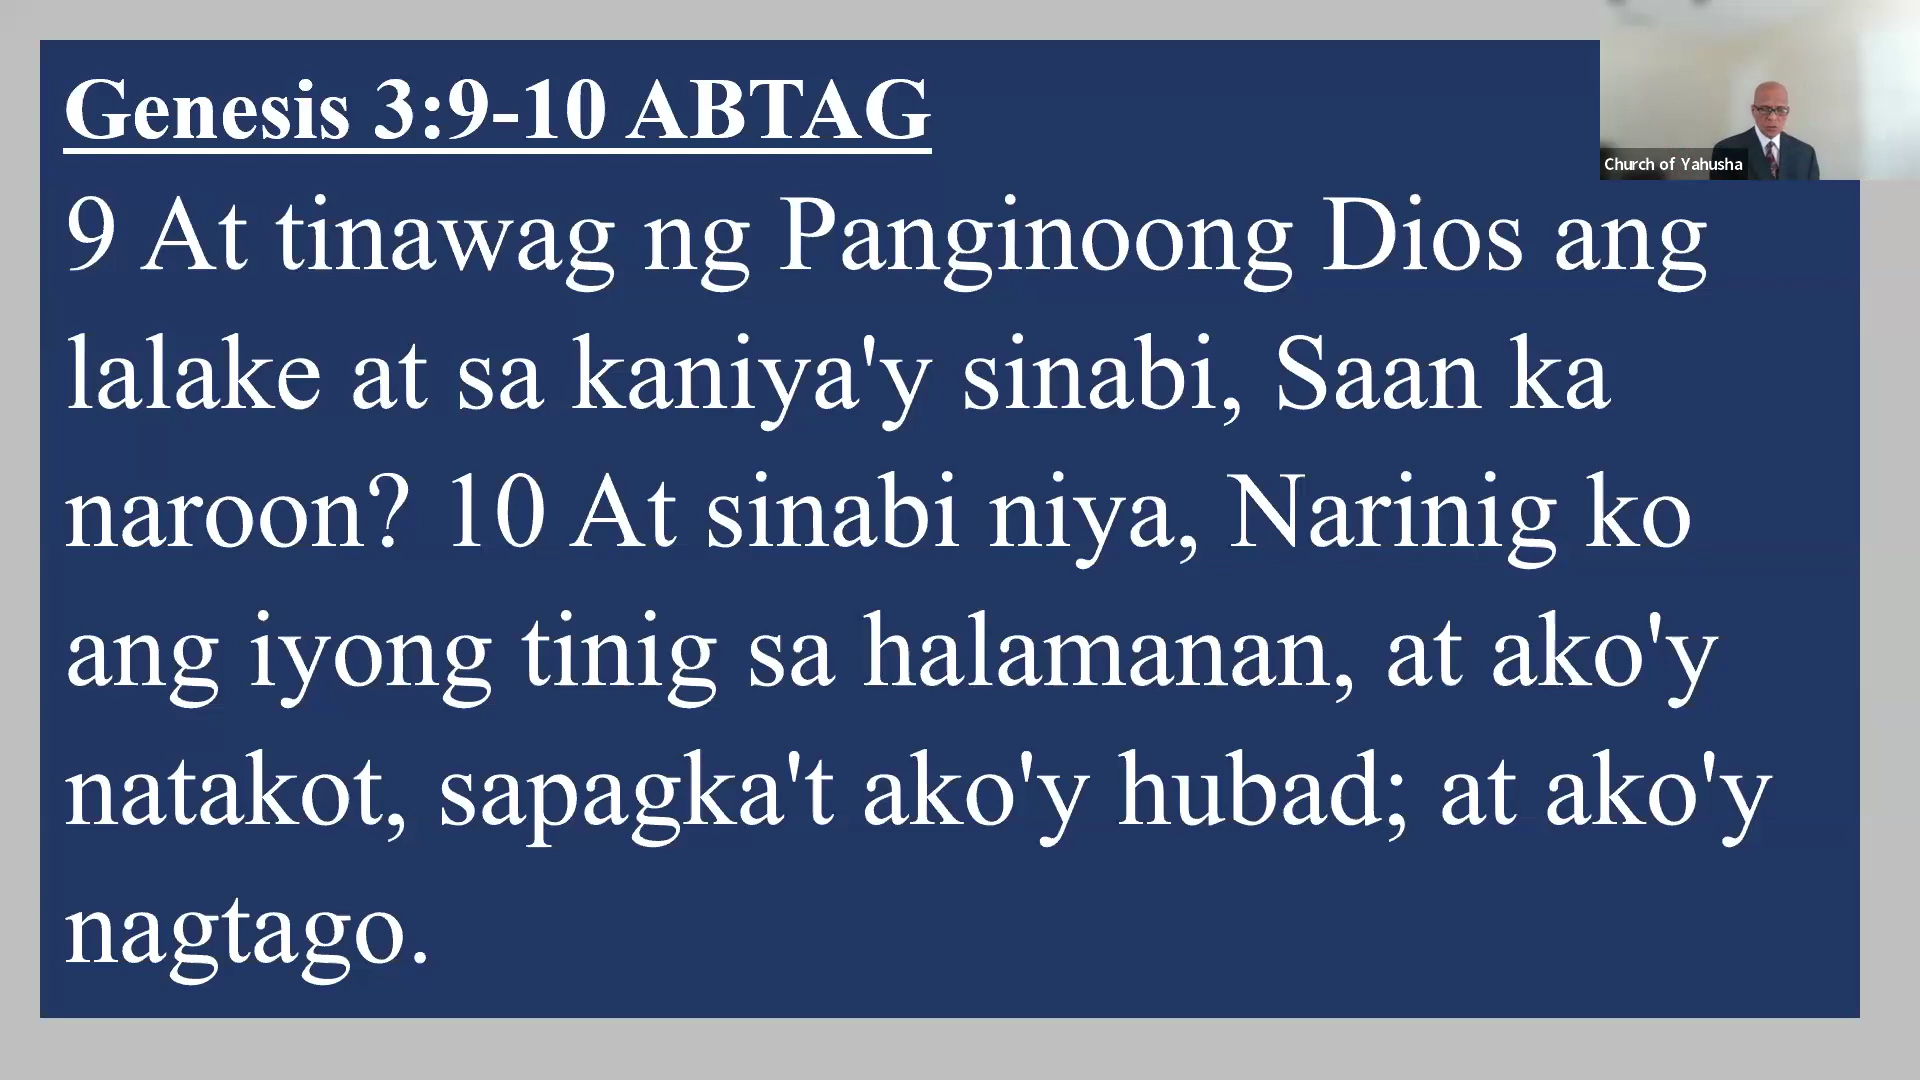 Genesis 3:9-10 ABTAG
Church of Yahusha
9 At tinawag ng Panginoong Dios ang
lalake at sa kaniya'y sinabi, Saan ka
naroon? 10 At sinabi niya, Narinig ko
ang iyong tinig sa halamanan, at ako'y
natakot, sapagka't ako'y hubad; at ako'y
nagtago.